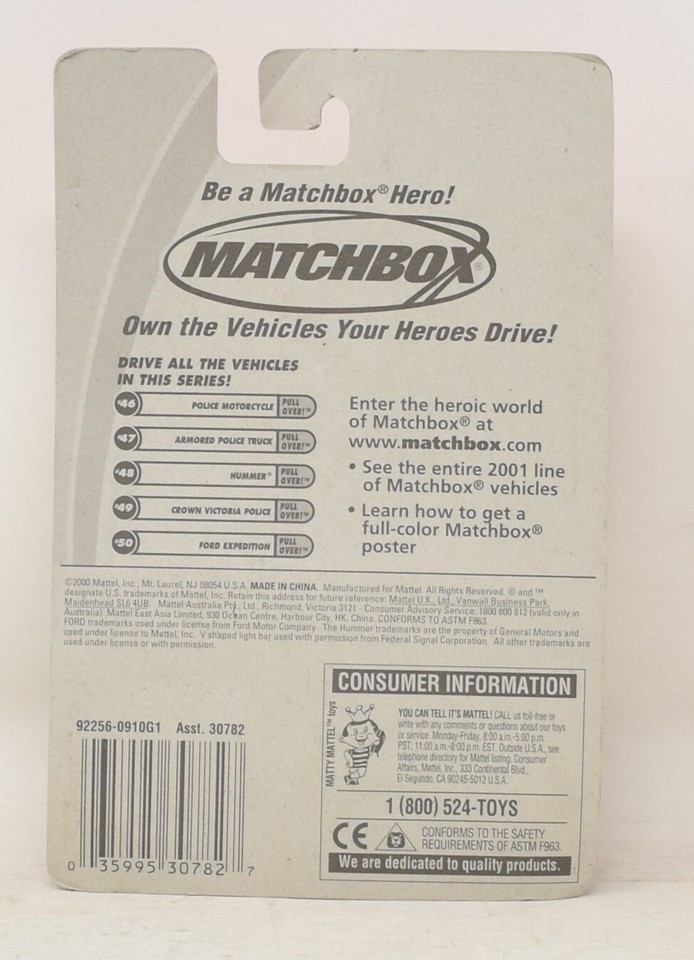 Be a Matchbox® Hero!
MATCHBOX®
Own the Vehicles Your Heroes Drive!
DRIVE ALL THE VEHICLES
IN THIS SERIES!
#46 POLICE MOTORCYCLE PULL OVER!™
#47 ARMORED POLICE TRUCK PULL OVER!™
#48 HUMMER® PULL OVER!™
#49 CROWN VICTORIA POLICE PULL OVER!™
#50 FORD EXPEDITION PULL OVER!™
Enter the heroic world
of Matchbox® at
www.matchbox.com
• See the entire 2001 line
of Matchbox® vehicles
• Learn how to get a
full-color Matchbox®
poster
©2000 Mattel, Inc., Mt. Laurel, NJ 08054 U.S.A. MADE IN CHINA. Manufactured for Mattel. All Rights Reserved. ® and ™
designate U.S. trademarks of Mattel, Inc. Retain this address for future reference: Mattel U.K., Ltd., Vanwall Business Park,
Maidenhead SL6 4UB. Mattel Australia Pty., Ltd., Richmond, Victoria 3121 - Consumer Advisory Service: 1800 800 812 (valid only in
Australia). Mattel East Asia Limited, 930 Ocean Centre, Harbour City, HK, China. CONFORMS TO ASTM F963.
FORD trademarks used under license from Ford Motor Company. The Hummer trademarks are the property of General Motors and
used under license to Mattel, Inc. V shaped light bar used with permission from Federal Signal Corporation. All other trademarks are
used under license or with permission.
92256-0910G1 Asst. 30782
0 35995 30782 7
CONSUMER INFORMATION
MATTY MATTEL™ toys
YOU CAN TELL IT'S MATTEL! CALL us toll-free or
write with any comments or questions about our toys
or service. Monday-Friday, 8:00 a.m.-5:00 p.m.
PST; 11:00 a.m.-8:00 p.m. EST. Outside U.S.A., see
telephone directory for Mattel listing. Consumer
Affairs, Mattel, Inc., 333 Continental Blvd.,
El Segundo, CA 90245-5012 U.S.A.
1 (800) 524-TOYS
CE
CONFORMS TO THE SAFETY
REQUIREMENTS OF ASTM F963.
We are dedicated to quality products.